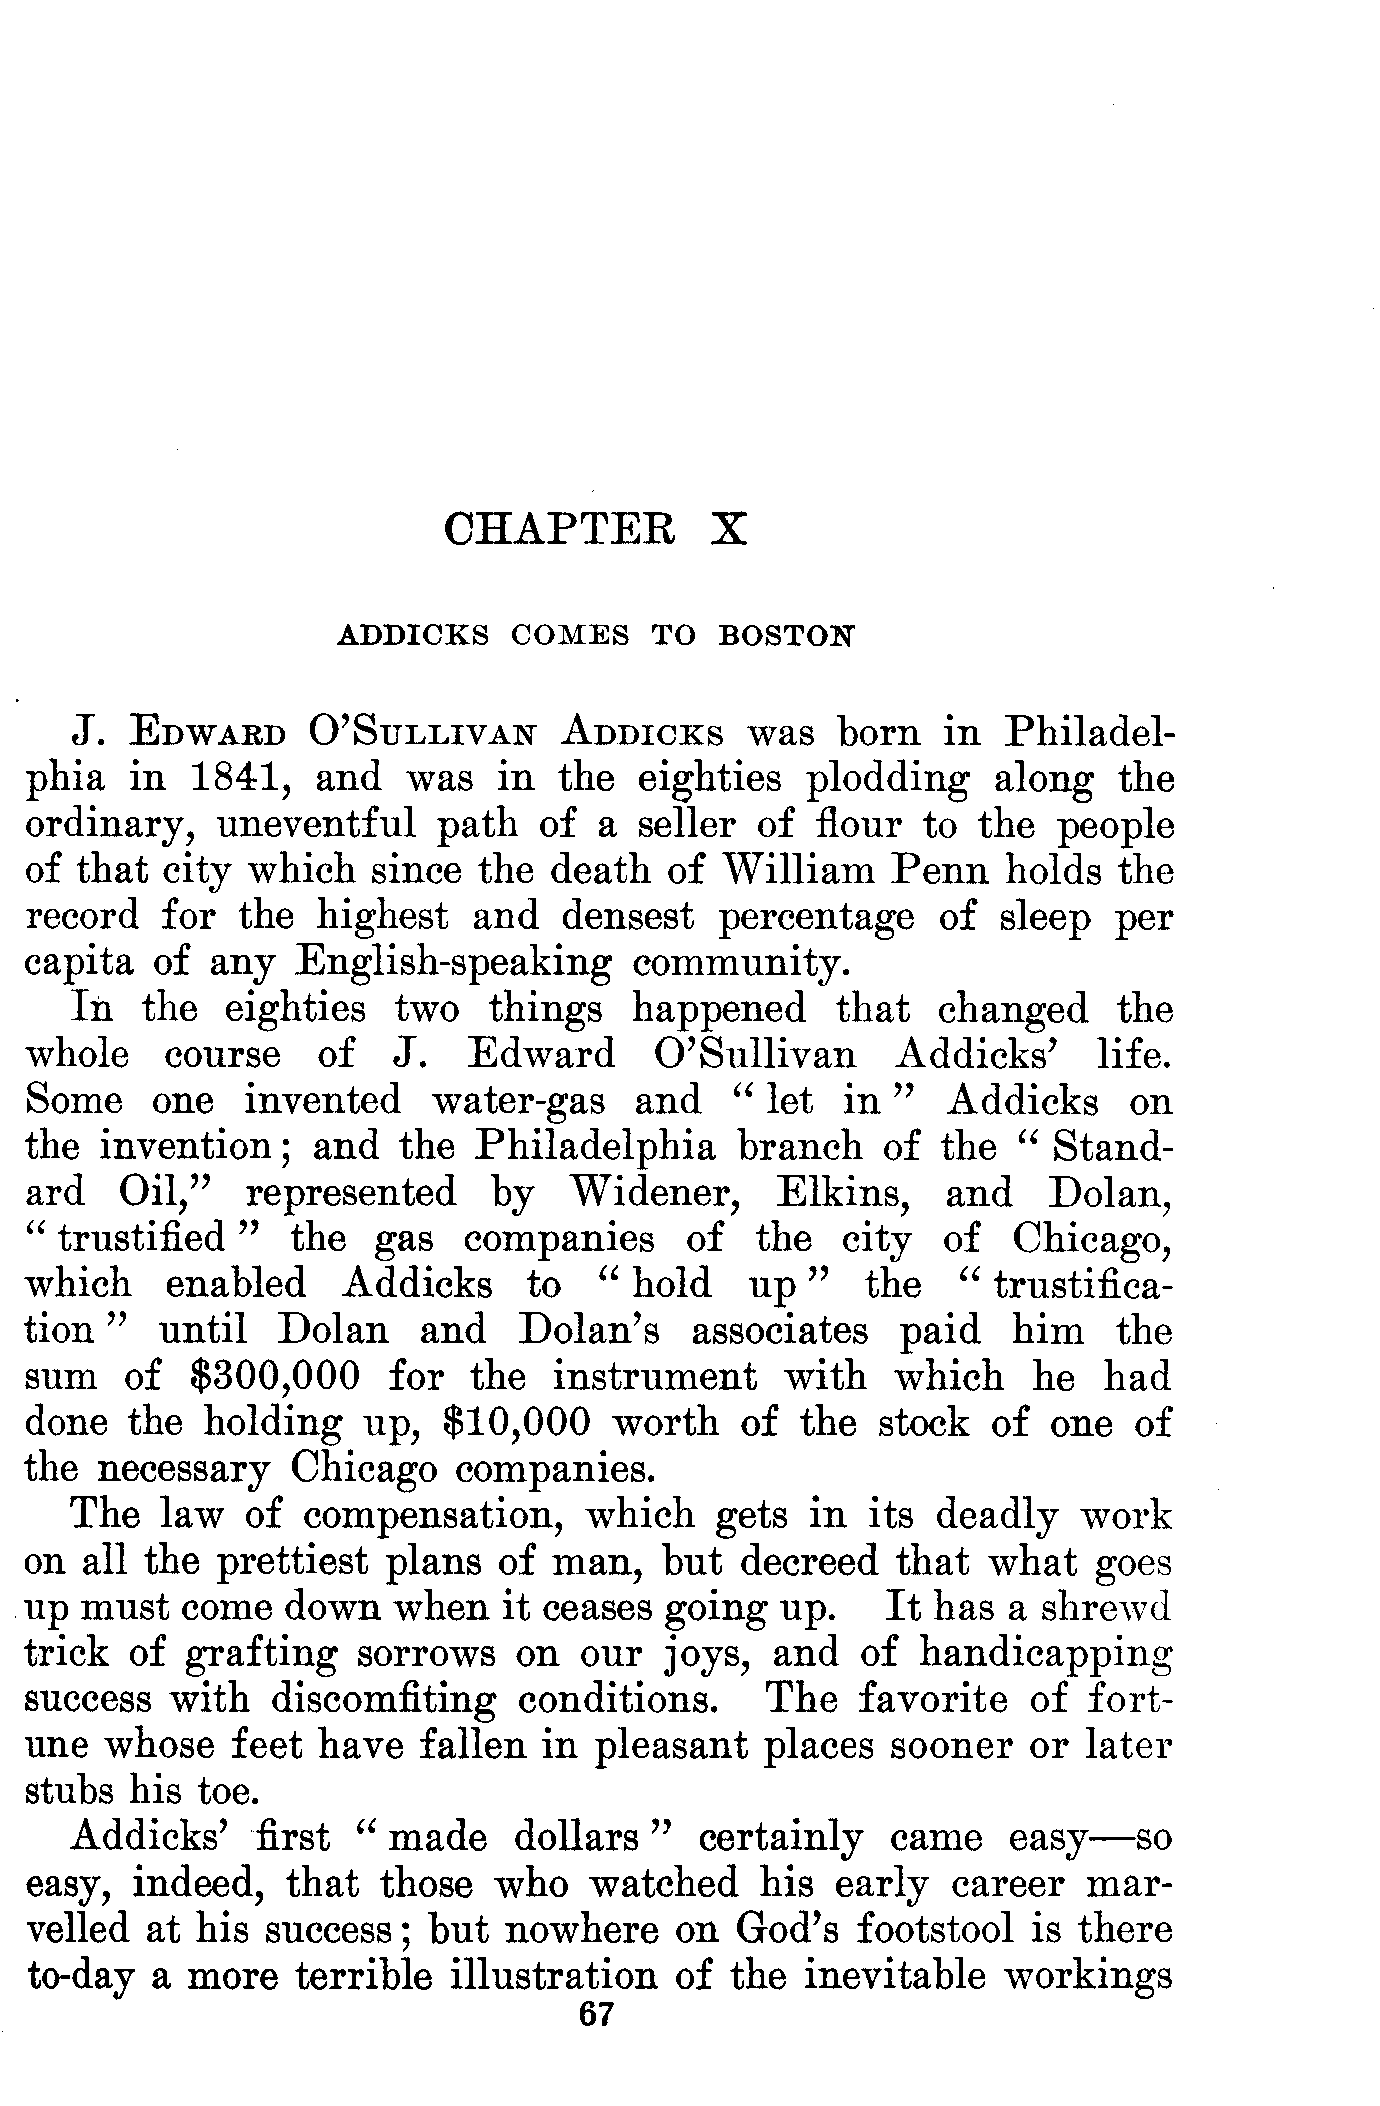 CHAPTER X
ADDICKS COMES TO BOSTON
J. EDWARD O'SULLIVAN ADDICKS was born in Philadel-
phia in 1841, and was in the eighties plodding along the
ordinary, uneventful path of a seller of flour to the people
of that city which since the death of William Penn holds the
record for the highest and densest percentage of sleep per
capita of any English-speaking community.
In the eighties two things happened that changed the
whole course of J. Edward O'Sullivan Addicks' life.
Some one invented water-gas and “ let in ” Addicks on
the invention; and the Philadelphia branch of the “ Stand-
ard Oil,” represented by Widener, Elkins, and Dolan,
“ trustified ” the gas companies of the city of Chicago,
which enabled Addicks to “ hold up ” the “ trustifica-
tion ” until Dolan and Dolan's associates paid him the
sum of $300,000 for the instrument with which he had
done the holding up, $10,000 worth of the stock of one of
the necessary Chicago companies.
The law of compensation, which gets in its deadly work
on all the prettiest plans of man, but decreed that what goes
up must come down when it ceases going up. It has a shrewd
trick of grafting sorrows on our joys, and of handicapping
success with discomfiting conditions. The favorite of fort-
une whose feet have fallen in pleasant places sooner or later
stubs his toe.
Addicks' first “ made dollars ” certainly came easy—so
easy, indeed, that those who watched his early career mar-
velled at his success; but nowhere on God's footstool is there
to-day a more terrible illustration of the inevitable workings
67